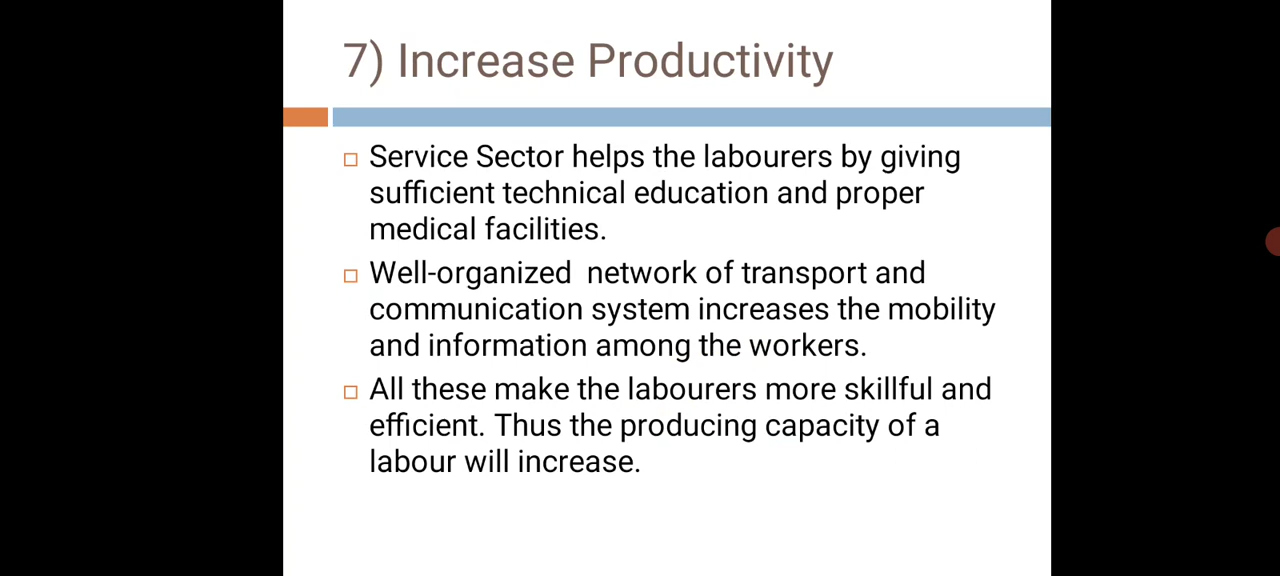 7) Increase Productivity
Service Sector helps the labourers by giving
sufficient technical education and proper
medical facilities.
Well-organized  network of transport and
communication system increases the mobility
and information among the workers.
All these make the labourers more skillful and
efficient. Thus the producing capacity of a
labour will increase.